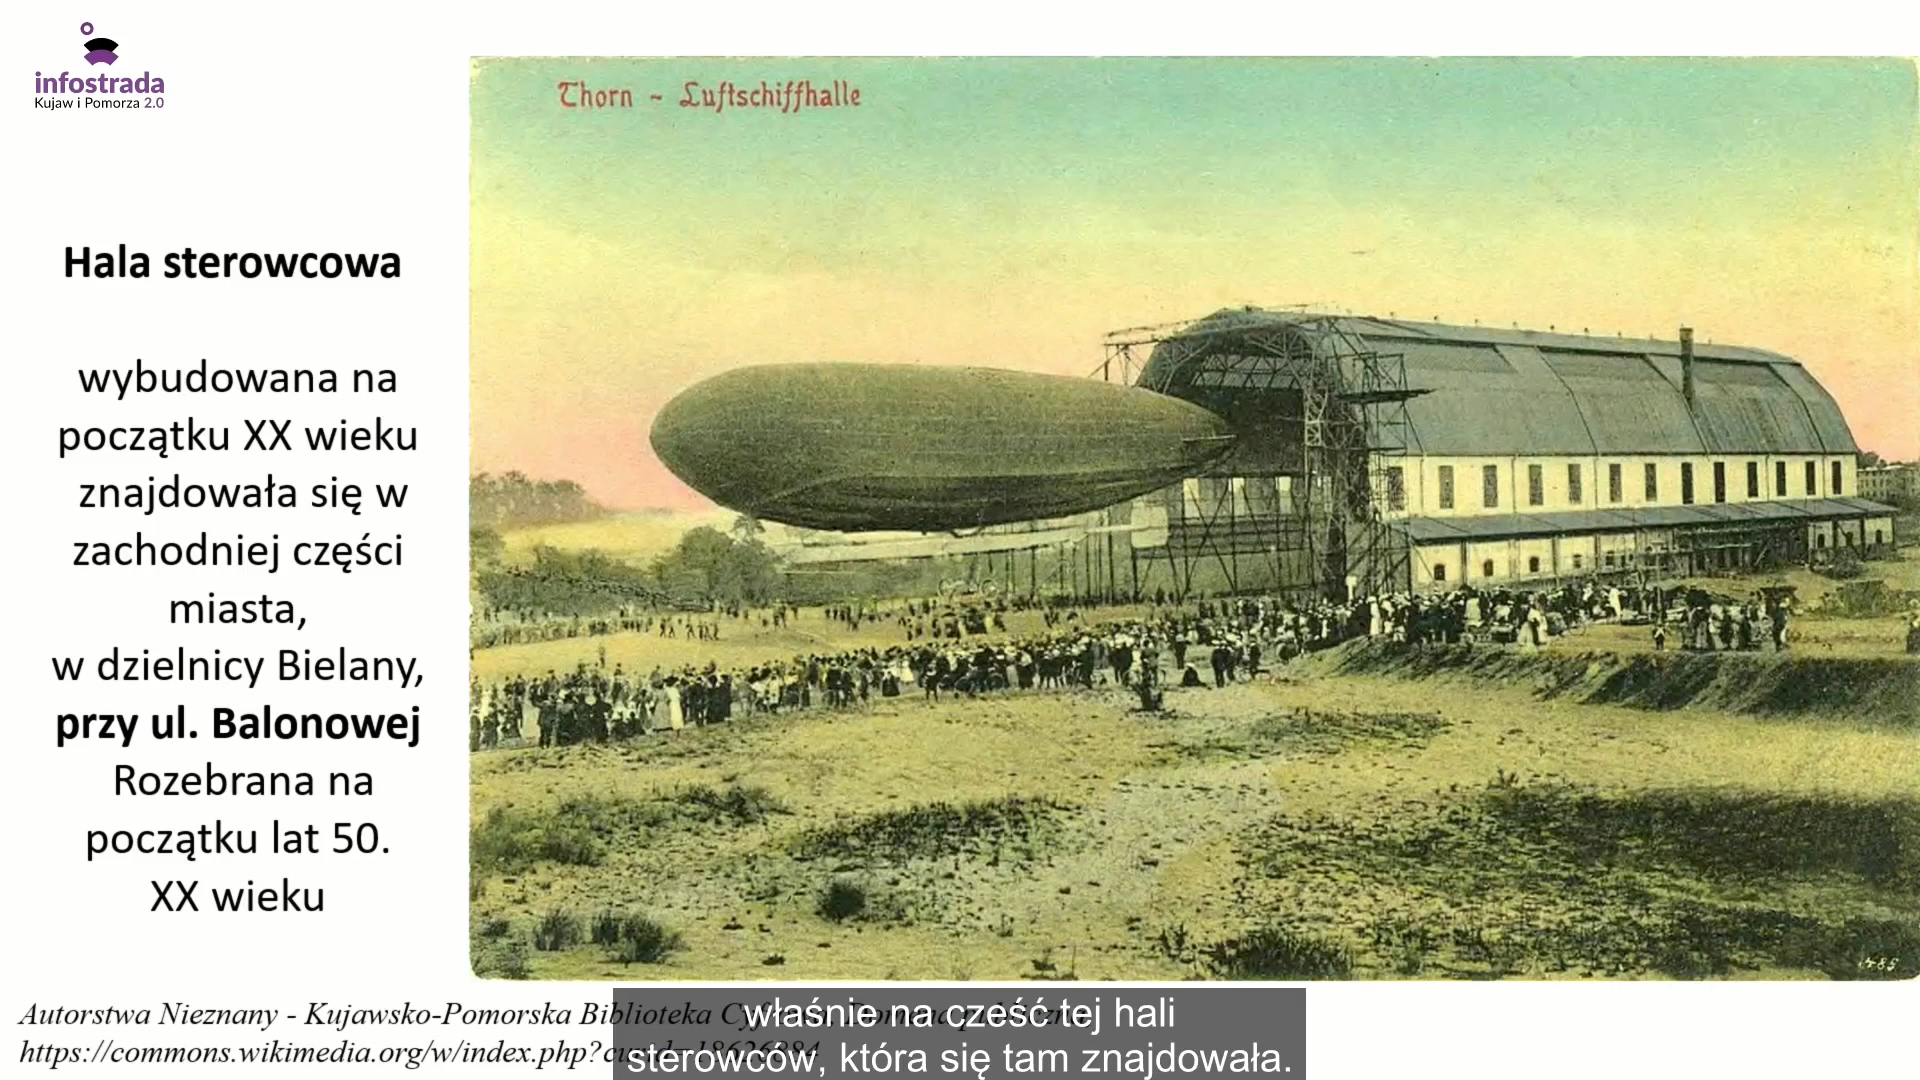 infostrada
Kujaw i Pomorza 2.0
Thorn - Luftschiffhalle
Hala sterowcowa
wybudowana na
początku XX wieku
znajdowała się w
zachodniej części
miasta,
w dzielnicy Bielany,
przy ul. Balonowej
Rozebrana na
początku lat 50.
XX wieku
Autorstwa Nieznany - Kujawsko-Pomorska Biblioteka
https://commons.wikimedia.org/w/index.php?
właśnie na cześć tej hali
sterowców, która się tam znajdowała.